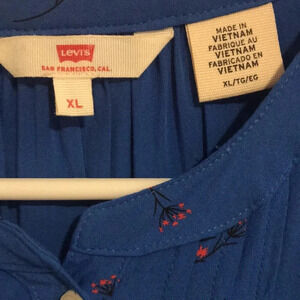 Levi's
SAN FRANCISCO, CAL.
XL
MADE IN
VIETNAM
FABRIQUÉ AU
VIETNAM
FABRICADO EN
VIETNAM
XL/TG/EG